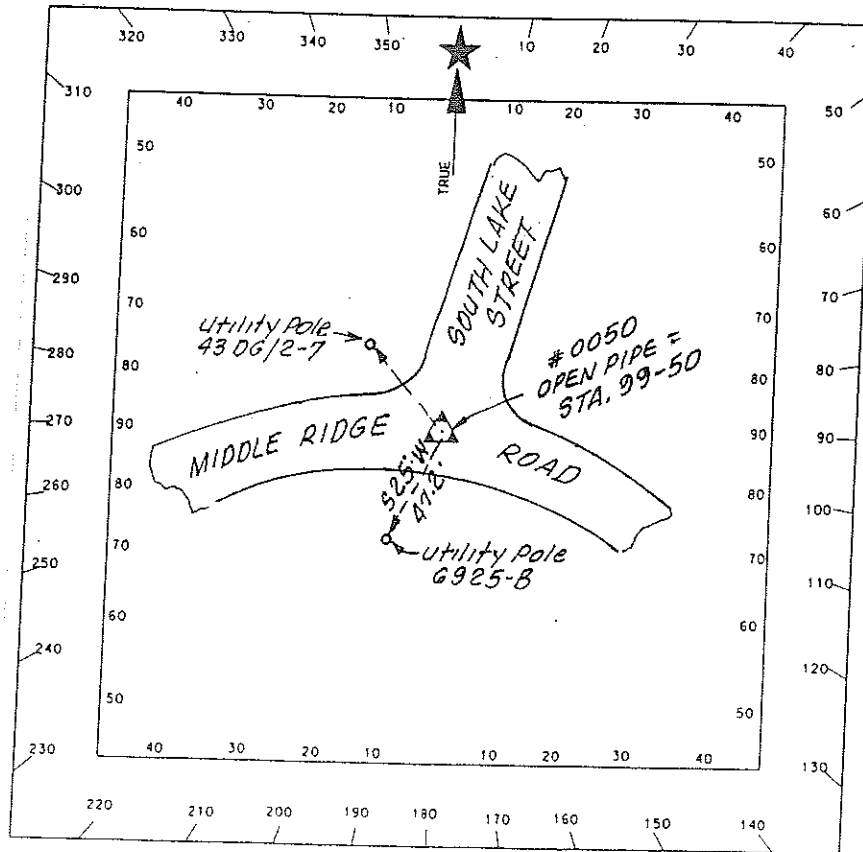 320 330 340 350 10 20 30 40
310 50
40 30 20 10 10 20 30 40
50 50
TRUE
300 60
60 60
SOUTH LAKE
STREET
290 70
70 70
utility Pole
43 DG/2-7
# 0050
OPEN PIPE =
STA. 99-50
280 80
80 80
270 90
90 90
MIDDLE RIDGE
ROAD
260 100
80 80
S25°W
47.2'
250 110
70 70
utility Pole
6925-B
60 60
240 120
50 50
230 130
40 30 20 10 10 20 30 40
220 210 200 190 180 170 160 150 140